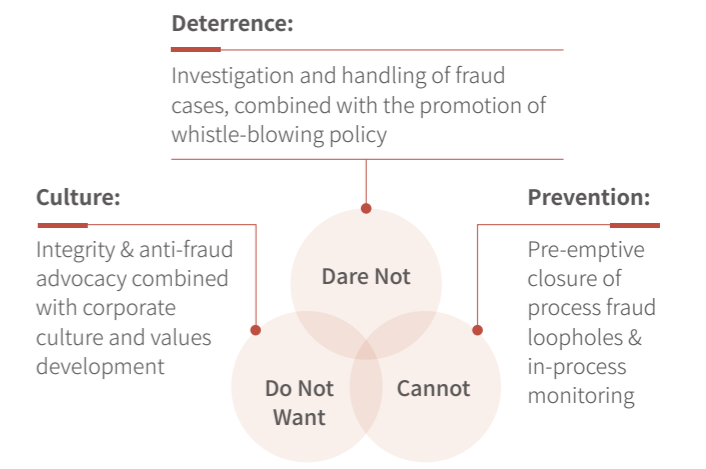 Deterrence:
Investigation and handling of fraud
cases, combined with the promotion of
whistle-blowing policy
Culture:
Integrity & anti-fraud
advocacy combined
with corporate
culture and values
development
Prevention:
Pre-emptive
closure of
process fraud
loopholes &
in-process
monitoring
Dare Not
Do Not
Want
Cannot